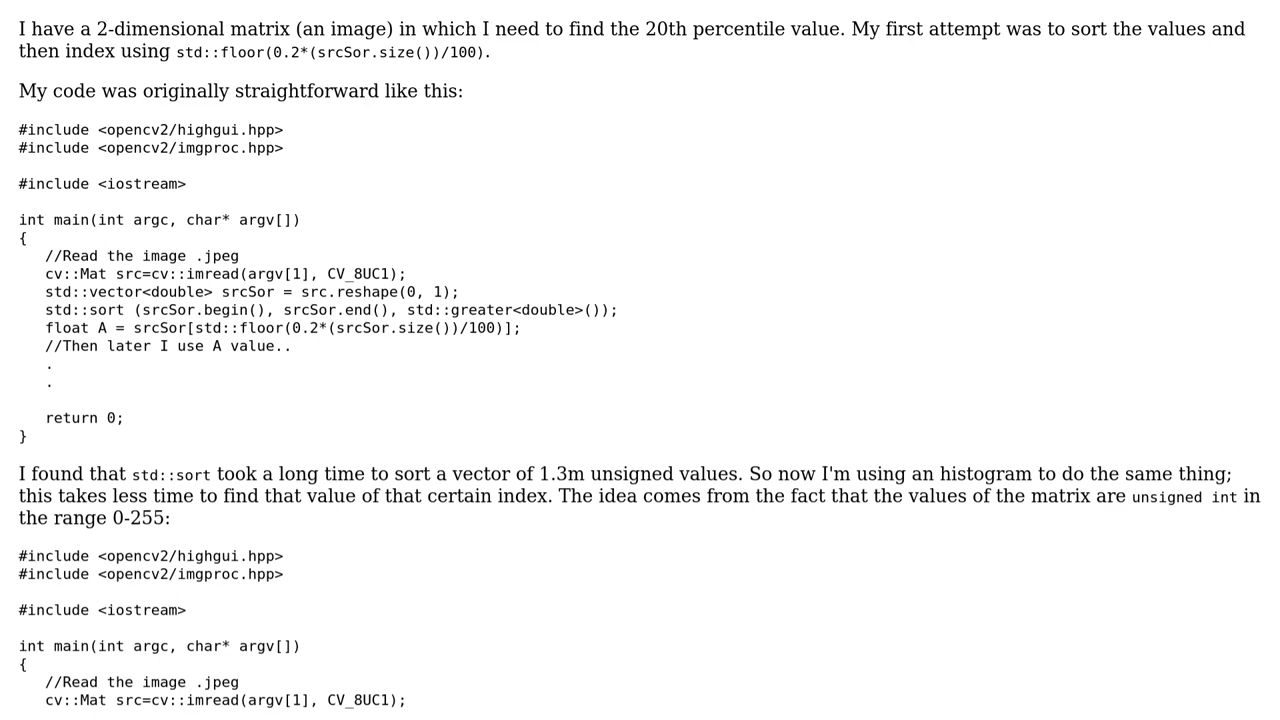 I have a 2-dimensional matrix (an image) in which I need to find the 20th percentile value. My first attempt was to sort the values and
then index using std::floor(0.2*(srcSor.size())/100).
My code was originally straightforward like this:
#include <opencv2/highgui.hpp>
#include <opencv2/imgproc.hpp>
#include <iostream>
int main(int argc, char* argv[])
{
   //Read the image .jpeg
   cv::Mat src=cv::imread(argv[1], CV_8UC1);
   std::vector<double> srcSor = src.reshape(0, 1);
   std::sort (srcSor.begin(), srcSor.end(), std::greater<double>());
   float A = srcSor[std::floor(0.2*(srcSor.size())/100)];
   //Then later I use A value..
   .
   .
   return 0;
}
I found that std::sort took a long time to sort a vector of 1.3m unsigned values. So now I'm using an histogram to do the same thing;
this takes less time to find that value of that certain index. The idea comes from the fact that the values of the matrix are unsigned int in
the range 0-255:
#include <opencv2/highgui.hpp>
#include <opencv2/imgproc.hpp>
#include <iostream>
int main(int argc, char* argv[])
{
   //Read the image .jpeg
   cv::Mat src=cv::imread(argv[1], CV_8UC1);